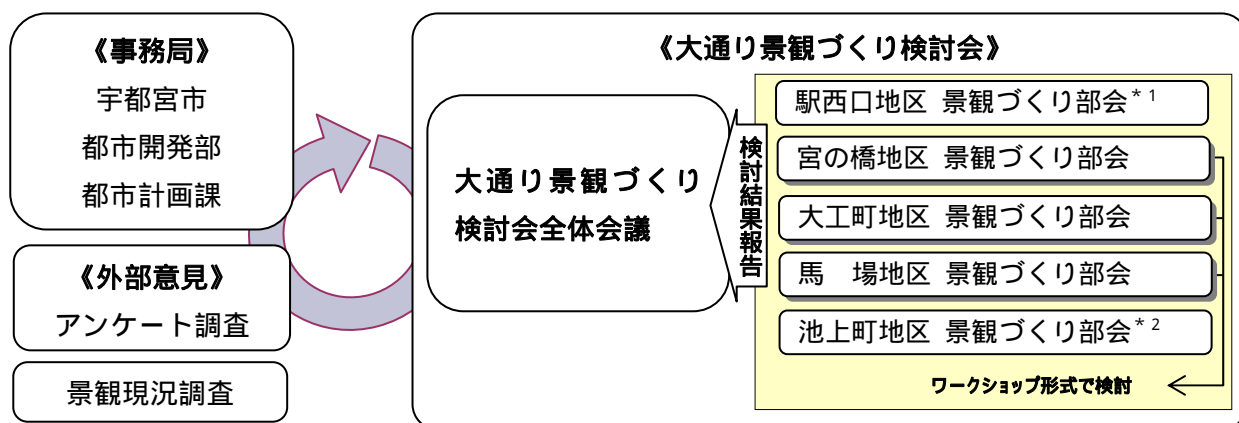 《事務局》
宇都宮市
都市開発部
都市計画課
《外部意見》
アンケート調査
景観現況調査
《大通り景観づくり検討会》
大通り景観づくり
検討会全体会議
検討結果報告
駅西口地区 景観づくり部会*1
宮の橋地区 景観づくり部会
大工町地区 景観づくり部会
馬　場地区 景観づくり部会
池上町地区 景観づくり部会*2
ワークショップ形式で検討